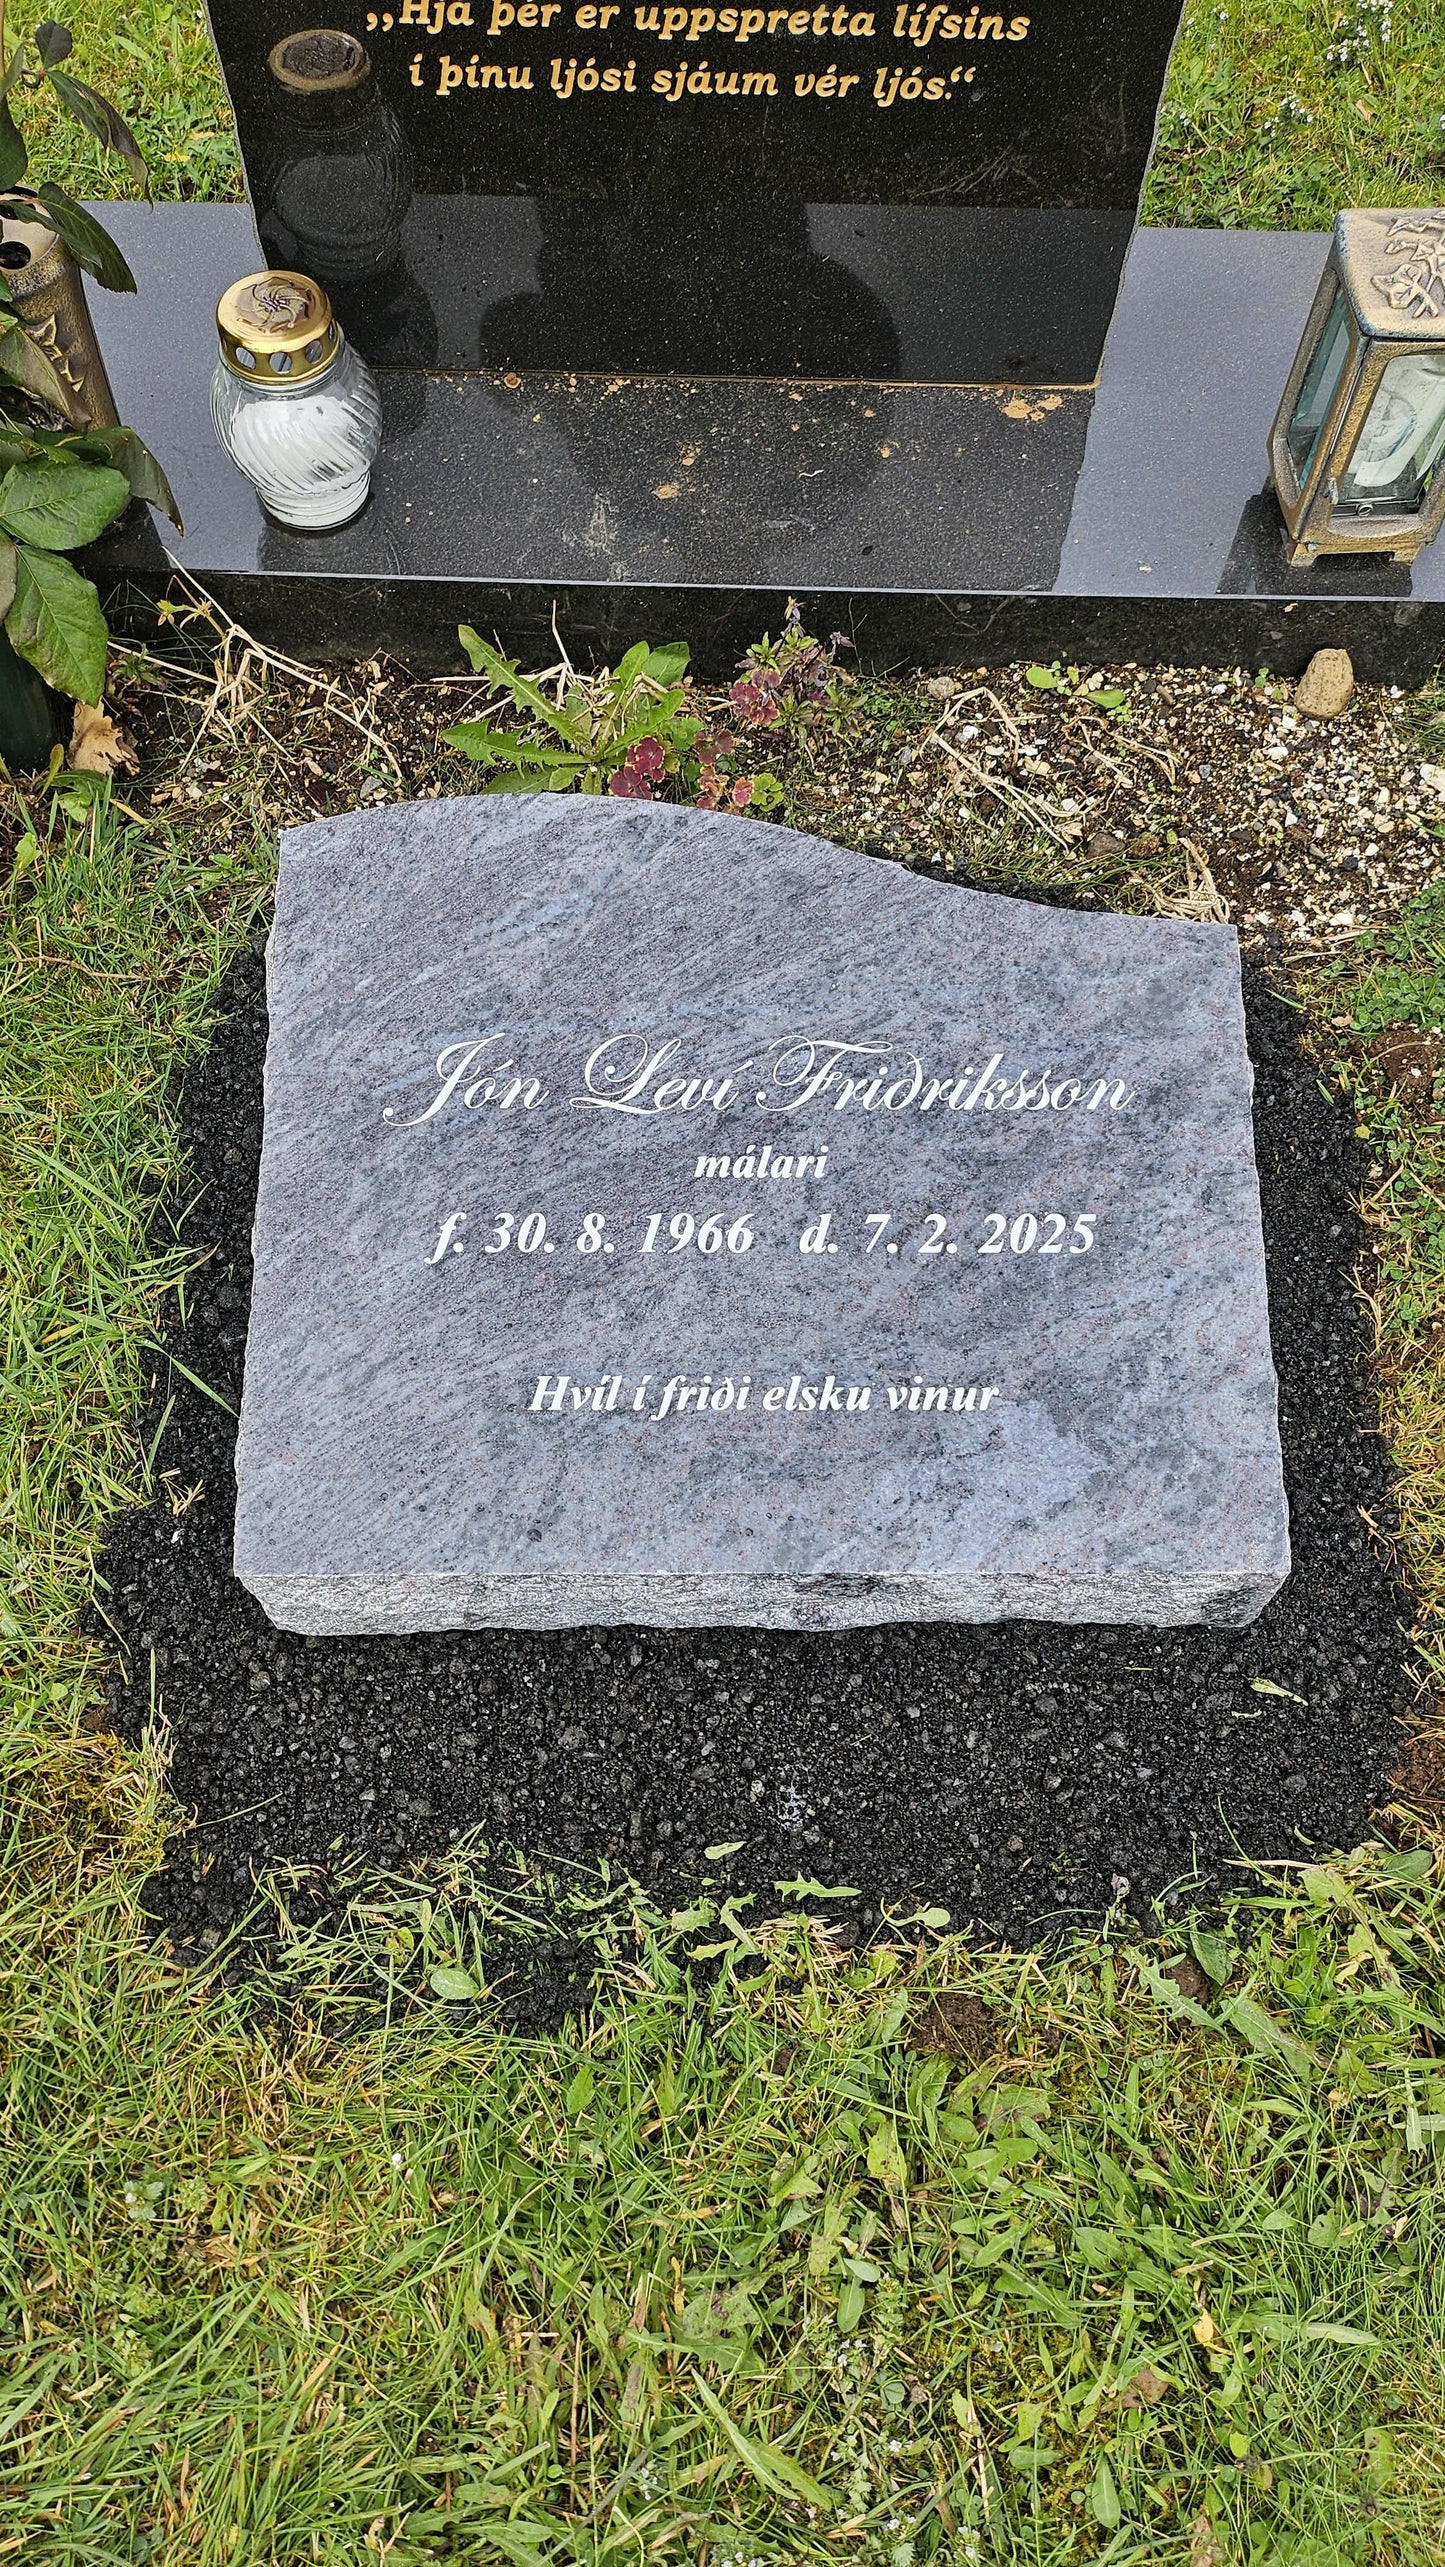 „Hjá þér er uppspretta lífsins
í þínu ljósi sjáum vér ljós.“
Jón Leví Friðriksson
málari
f. 30. 8. 1966 d. 7. 2. 2025
Hvíl í friði elsku vinur